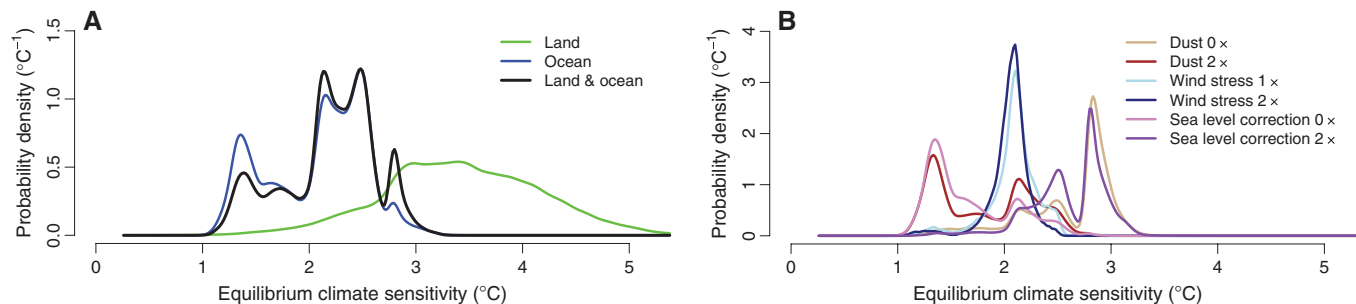 A
Probability density (°C⁻¹)
0.0
0.5
1.0
1.5
Land
Ocean
Land & ocean
0 1 2 3 4 5
Equilibrium climate sensitivity (°C)
B
Probability density (°C⁻¹)
0
1
2
3
4
Dust 0 ×
Dust 2 ×
Wind stress 1 ×
Wind stress 2 ×
Sea level correction 0 ×
Sea level correction 2 ×
0 1 2 3 4 5
Equilibrium climate sensitivity (°C)